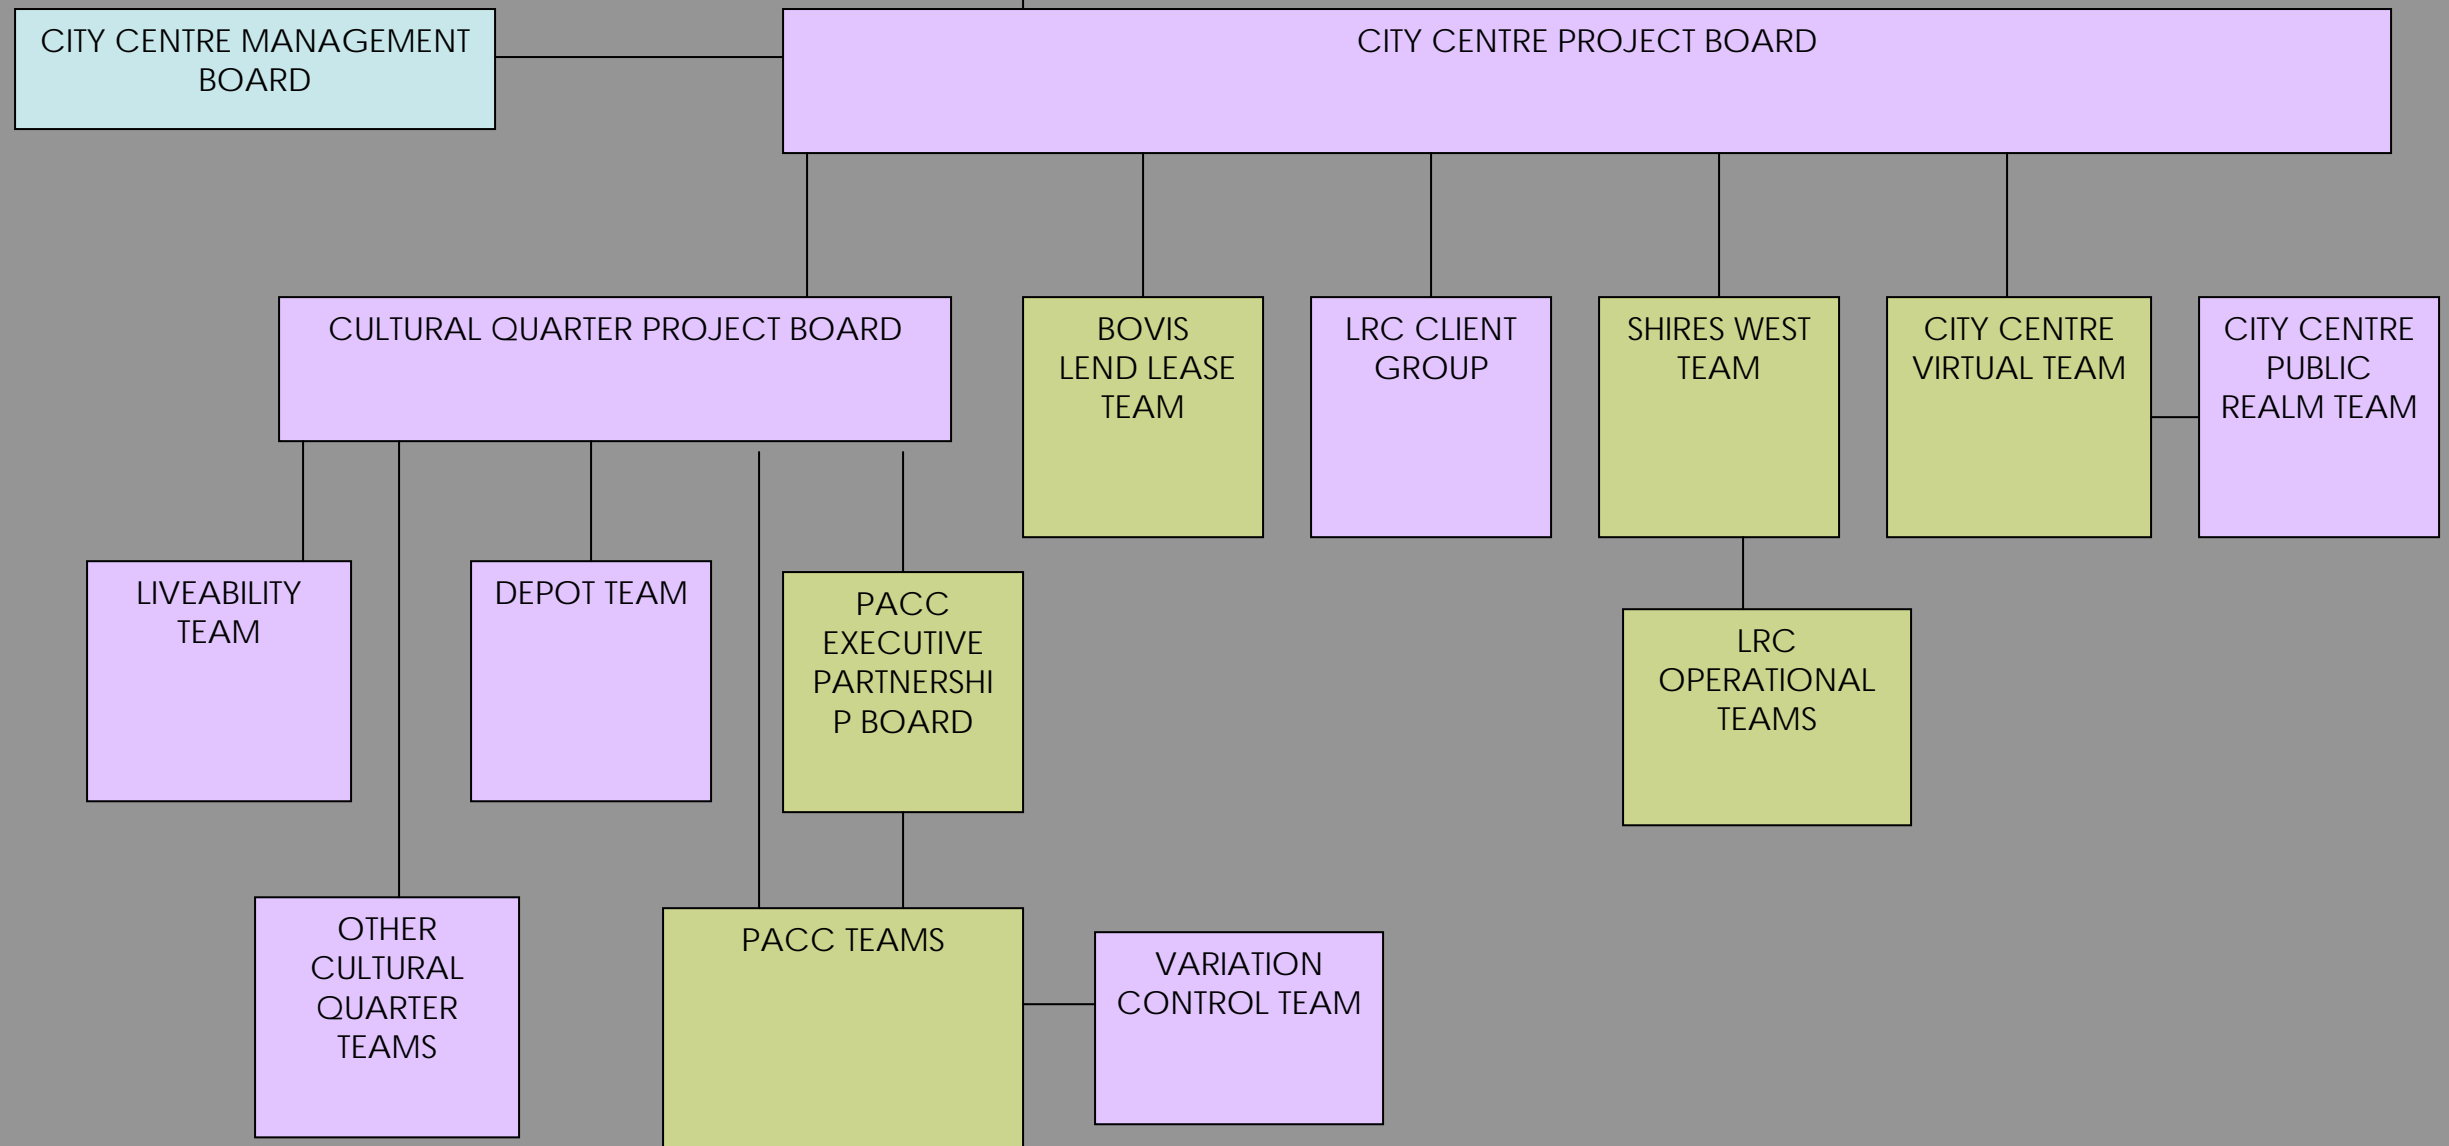 CITY CENTRE MANAGEMENT
BOARD
CITY CENTRE PROJECT BOARD
CULTURAL QUARTER PROJECT BOARD
BOVIS
LEND LEASE
TEAM
LRC CLIENT
GROUP
SHIRES WEST
TEAM
CITY CENTRE
VIRTUAL TEAM
CITY CENTRE
PUBLIC
REALM TEAM
LIVEABILITY
TEAM
DEPOT TEAM
PACC
EXECUTIVE
PARTNERSHI
P BOARD
LRC
OPERATIONAL
TEAMS
OTHER
CULTURAL
QUARTER
TEAMS
PACC TEAMS
VARIATION
CONTROL TEAM